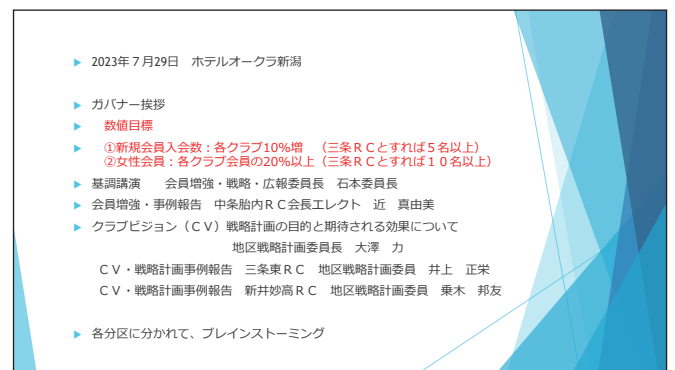 2023年7月29日　ホテルオークラ新潟
ガバナー挨拶
数値目標
①新規会員入会数：各クラブ10%増　（三条ＲＣとすれば５名以上）
②女性会員：各クラブ会員の20%以上（三条ＲＣとすれば１０名以上）
基調講演　　会員増強・戦略・広報委員長　石本委員長
会員増強・事例報告　中条胎内ＲＣ会長エレクト　近　真由美
クラブビジョン（ＣＶ）戦略計画の目的と期待される効果について
地区戦略計画委員長　大澤　力
ＣＶ・戦略計画事例報告　三条東ＲＣ　地区戦略計画委員　井上　正栄
ＣＶ・戦略計画事例報告　新井妙高ＲＣ　地区戦略計画委員　乗木　邦友
各分区に分かれて、ブレインストーミング